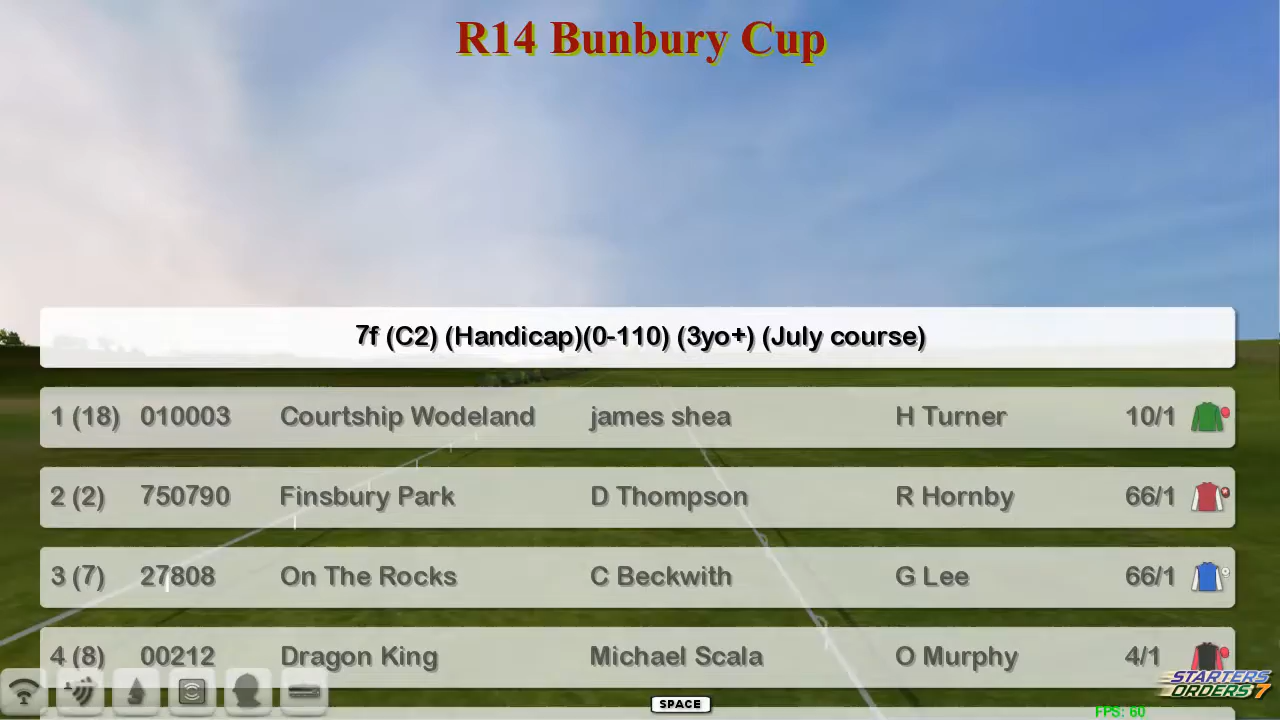 R14 Bunbury Cup
7f (C2) (Handicap)(0-110) (3yo+) (July course)
1 (18) 010003 Courtship Wodeland james shea H Turner 10/1
2 (2) 750790 Finsbury Park D Thompson R Hornby 66/1
3 (7) 27808 On The Rocks C Beckwith G Lee 66/1
4 (8) 00212 Dragon King Michael Scala O Murphy 4/1
STARTERS
ORDERS 7
SPACE
FPS: 60